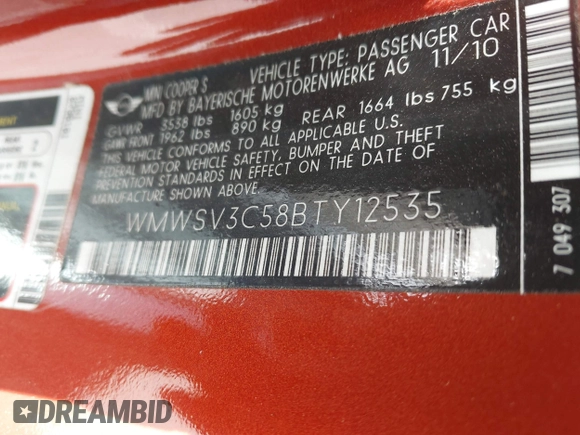 MINI COOPER S VEHICLE TYPE: PASSENGER CAR
MFD BY BAYERISCHE MOTORENWERKE AG 11/10
GVWR 3538 lbs 1605 kg
GAWR FRONT 1962 lbs 890 kg REAR 1664 lbs 755 kg
THIS VEHICLE CONFORMS TO ALL APPLICABLE U.S.
FEDERAL MOTOR VEHICLE SAFETY, BUMPER AND THEFT
PREVENTION STANDARDS IN EFFECT ON THE DATE
OF MANUFACTURE SHOWN ABOVE.
WMWSV3C58BTY12535
7 049 307
DREAMBID